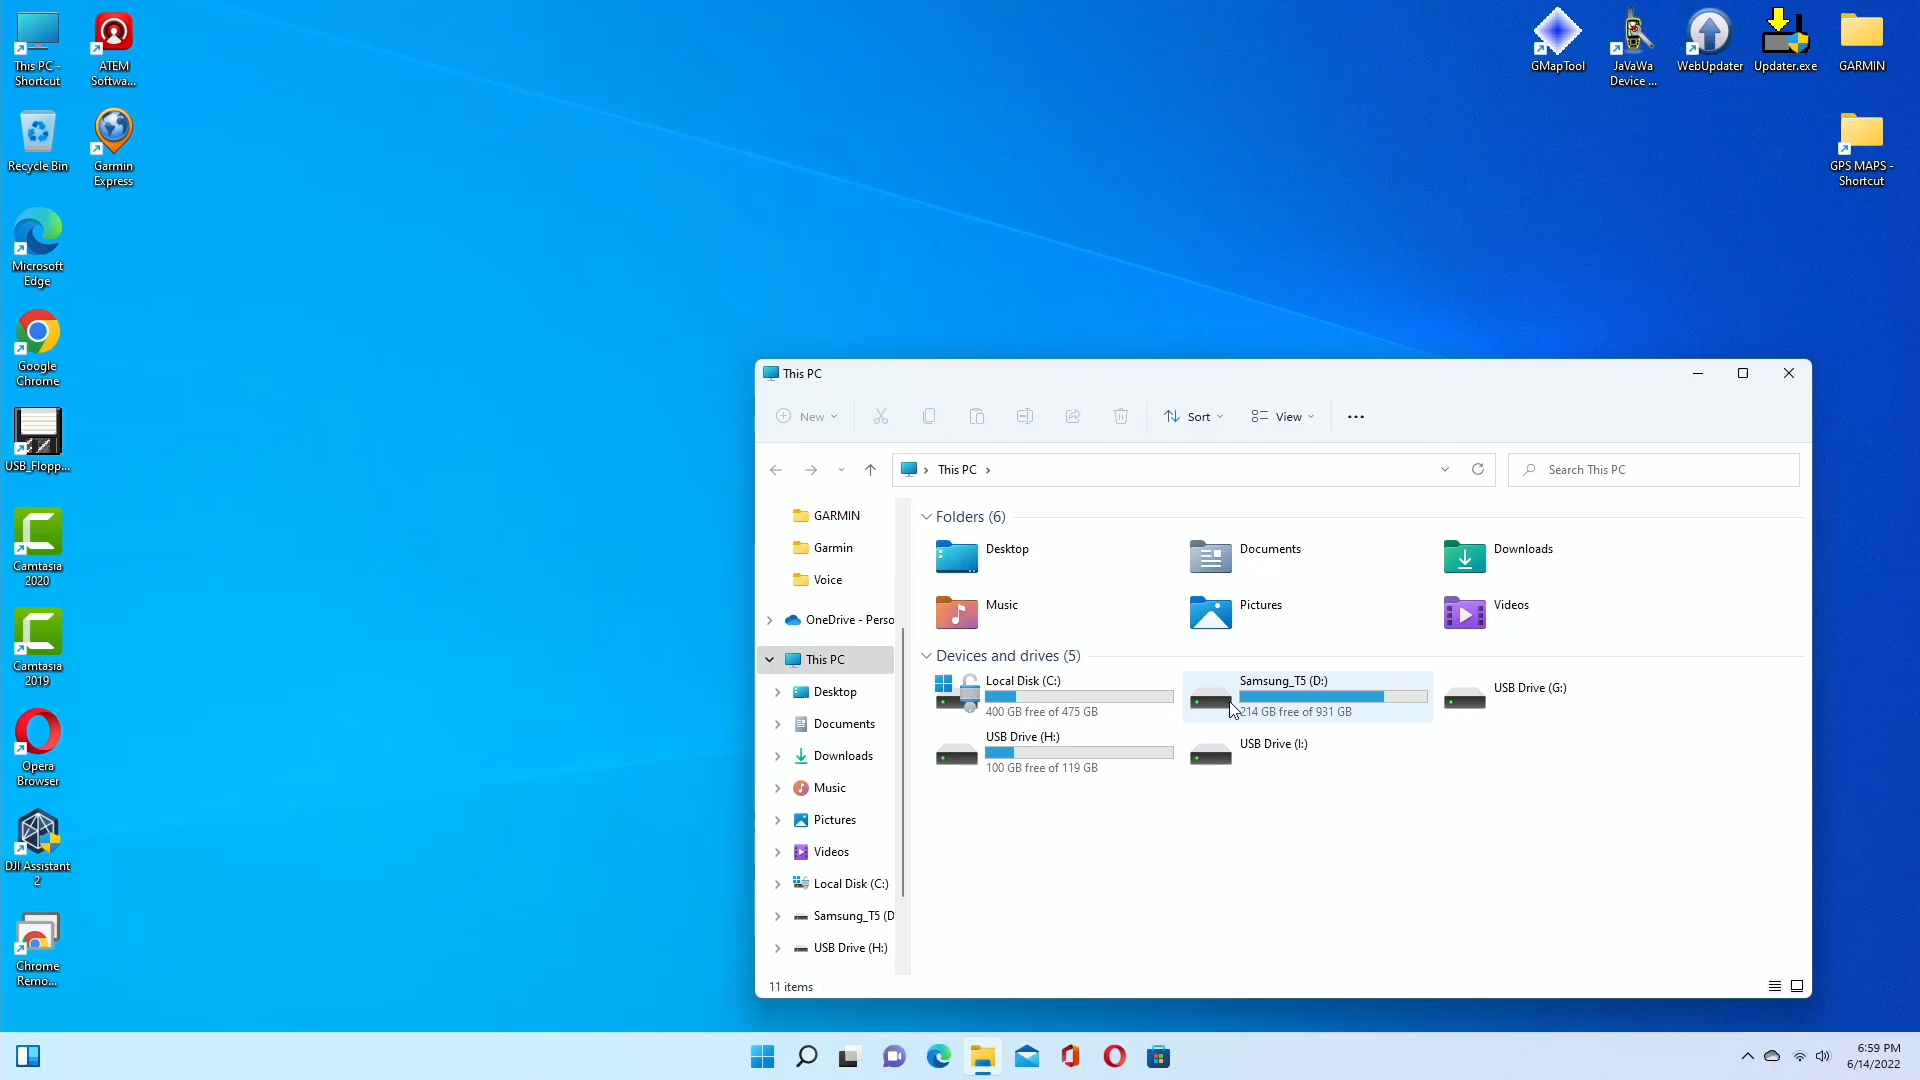 This PC -
Shortcut
ATEM
Softwa...
Recycle Bin
Garmin
Express
Microsoft
Edge
Google
Chrome
USB_Flopp...
Camtasia
2020
Camtasia
2019
Opera
Browser
DJI Assistant
2
Chrome
Remo...
GMapTool
JaVaWa
Device ...
WebUpdater
Updater.exe
GARMIN
GPS MAPS -
Shortcut
This PC
New
Sort
View
This PC
Search This PC
GARMIN
Garmin
Voice
OneDrive - Perso
This PC
Desktop
Documents
Downloads
Music
Pictures
Videos
Local Disk (C:)
Samsung_T5 (D
USB Drive (H:)
Folders (6)
Desktop
Documents
Downloads
Music
Pictures
Videos
Devices and drives (5)
Local Disk (C:)
400 GB free of 475 GB
Samsung_T5 (D:)
214 GB free of 931 GB
USB Drive (G:)
USB Drive (H:)
100 GB free of 119 GB
USB Drive (I:)
11 items
6:59 PM
6/14/2022